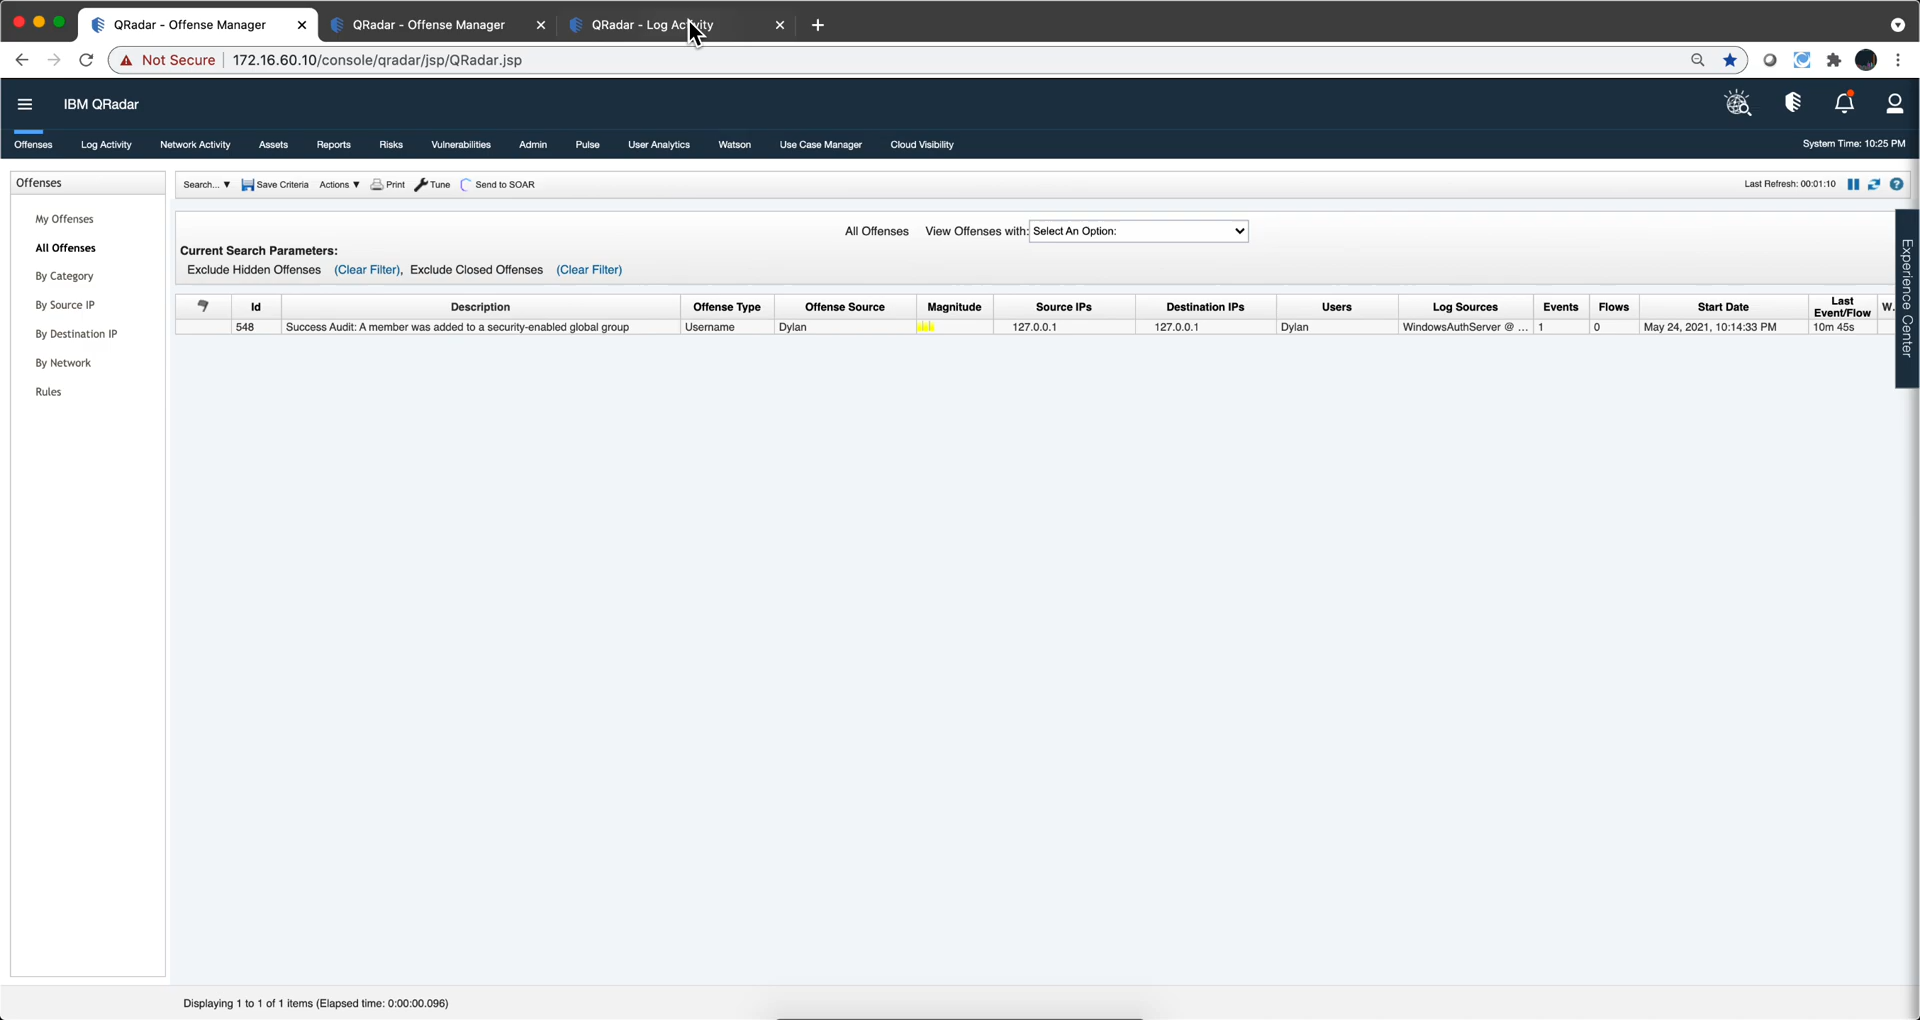 QRadar - Offense Manager
QRadar - Offense Manager
QRadar - Log Activity
Not Secure 172.16.60.10/console/qradar/jsp/QRadar.jsp
IBM QRadar
Offenses Log Activity Network Activity Assets Reports Risks Vulnerabilities Admin Pulse User Analytics Watson Use Case Manager Cloud Visibility System Time: 10:25 PM
Offenses
My Offenses
All Offenses
By Category
By Source IP
By Destination IP
By Network
Rules
Search... ▼ Save Criteria Actions ▼ Print Tune Send to SOAR Last Refresh: 00:01:10
All Offenses View Offenses with: Select An Option:
Current Search Parameters:
Exclude Hidden Offenses (Clear Filter), Exclude Closed Offenses (Clear Filter)
Id Description Offense Type Offense Source Magnitude Source IPs Destination IPs Users Log Sources Events Flows Start Date Last Event/Flow W.
548 Success Audit: A member was added to a security-enabled global group Username Dylan 127.0.0.1 127.0.0.1 Dylan WindowsAuthServer @ ... 1 0 May 24, 2021, 10:14:33 PM 10m 45s
Experience Center
Displaying 1 to 1 of 1 items (Elapsed time: 0:00:00.096)